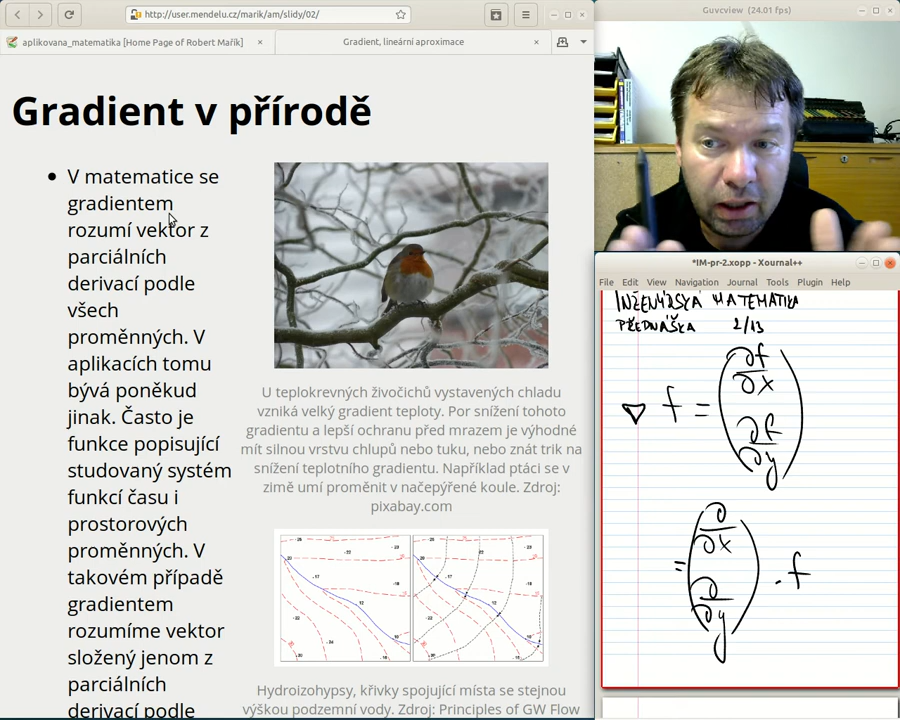 http://user.mendelu.cz/marik/am/slidy/02/
aplikovana_matematika [Home Page of Robert Mařík]
Gradient, lineární aproximace
Gradient v přírodě
V matematice se
gradientem
rozumí vektor z
parciálních
derivací podle
všech
proměnných. V
aplikacích tomu
bývá poněkud
jinak. Často je
funkce popisující
studovaný systém
funkcí času i
prostorových
proměnných. V
takovém případě
gradientem
rozumíme vektor
složený jenom z
parciálních
derivací podle
U teplokrevných živočichů vystavených chladu
vzniká velký gradient teploty. Por snížení tohoto
gradientu a lepší ochranu před mrazem je výhodné
mít silnou vrstvu chlupů nebo tuku, nebo znát trik na
snížení teplotního gradientu. Například ptáci se v
zimě umí proměnit v načepýřené koule. Zdroj:
pixabay.com
Hydroizohypsy, křivky spojující místa se stejnou
výškou podzemní vody. Zdroj: Principles of GW Flow
Guvcview (24.01 fps)
*IM-pr-2.xopp - Xournal++
File Edit View Navigation Journal Tools Plugin Help
INŽENÝRSKÁ MATEMATIKA
PŘEDNÁŠKA 2/13
∇ f = (∂f/∂x
∂f/∂y)
= (∂/∂x
∂/∂y) · f